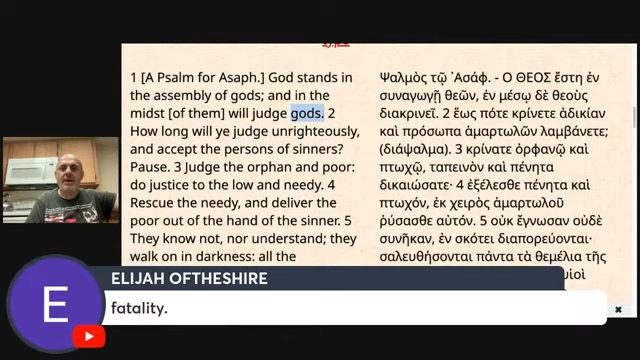 1 [A Psalm for Asaph.] God stands in
the assembly of gods; and in the
midst [of them] will judge gods. 2
How long will ye judge unrighteously,
and accept the persons of sinners?
Pause. 3 Judge the orphan and poor:
do justice to the low and needy. 4
Rescue the needy, and deliver the
poor out of the hand of the sinner. 5
They know not, nor understand; they
walk on in darkness: all the
Ψαλμὸς τῷ ᾿Ασάφ. - Ο ΘΕΟΣ ἔστη ἐν
συναγωγῇ θεῶν, ἐν μέσῳ δὲ θεοὺς
διακρινεῖ. 2 ἕως πότε κρίνετε ἀδικίαν
καὶ πρόσωπα ἁμαρτωλῶν λαμβάνετε;
(διάψαλμα). 3 κρίνατε ὀρφανῷ καὶ
πτωχῷ, ταπεινὸν καὶ πένητα
δικαιώσατε· 4 ἐξέλεσθε πένητα καὶ
πτωχόν, ἐκ χειρὸς ἁμαρτωλοῦ
ῥύσασθε αὐτόν. 5 οὐκ ἔγνωσαν οὐδὲ
συνῆκαν, ἐν σκότει διαπορεύονται·
σαλευθήσονται πάντα τὰ θεμέλια τῆς
E
ELIJAH OFTHESHIRE
fatality.